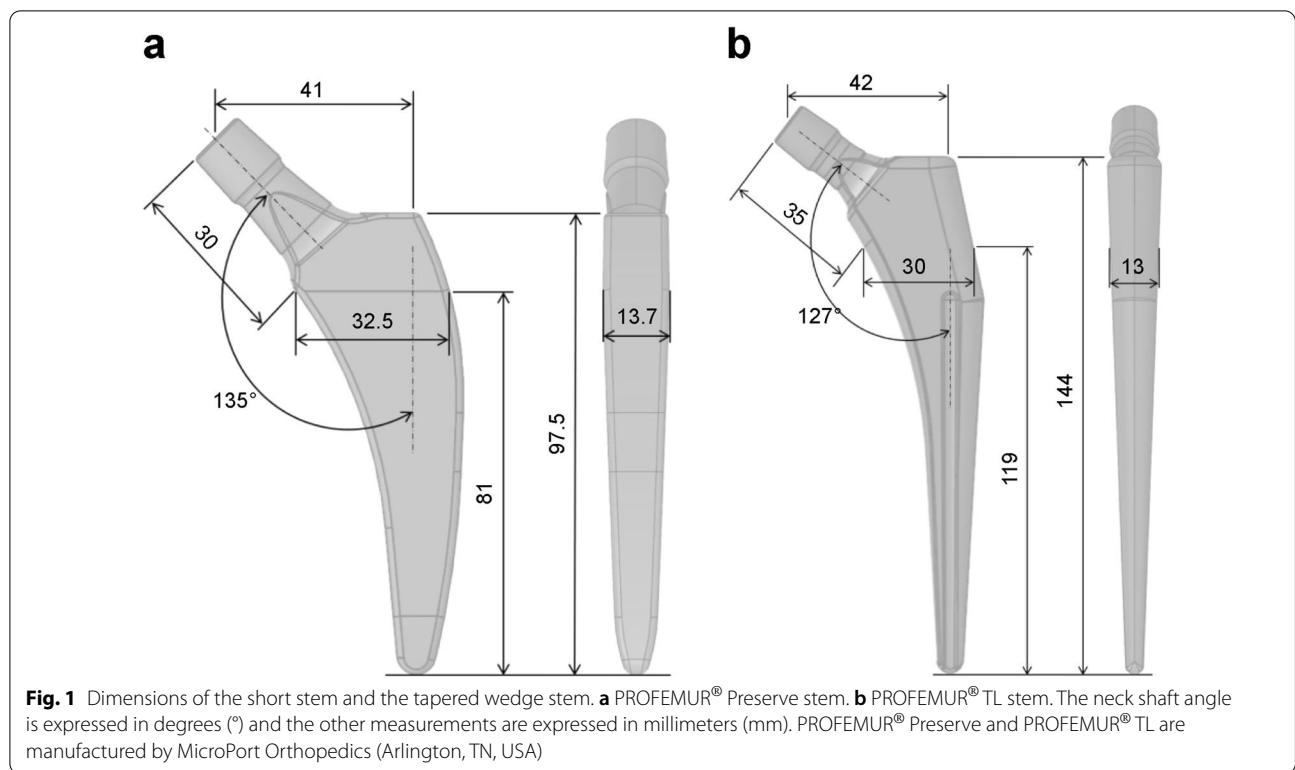 a
b
41
30
32.5
135°
81
97.5
13.7
42
35
30
127°
119
144
13
Fig. 1 Dimensions of the short stem and the tapered wedge stem. a PROFEMUR® Preserve stem. b PROFEMUR® TL stem. The neck shaft angle
is expressed in degrees (°) and the other measurements are expressed in millimeters (mm). PROFEMUR® Preserve and PROFEMUR® TL are
manufactured by MicroPort Orthopedics (Arlington, TN, USA)